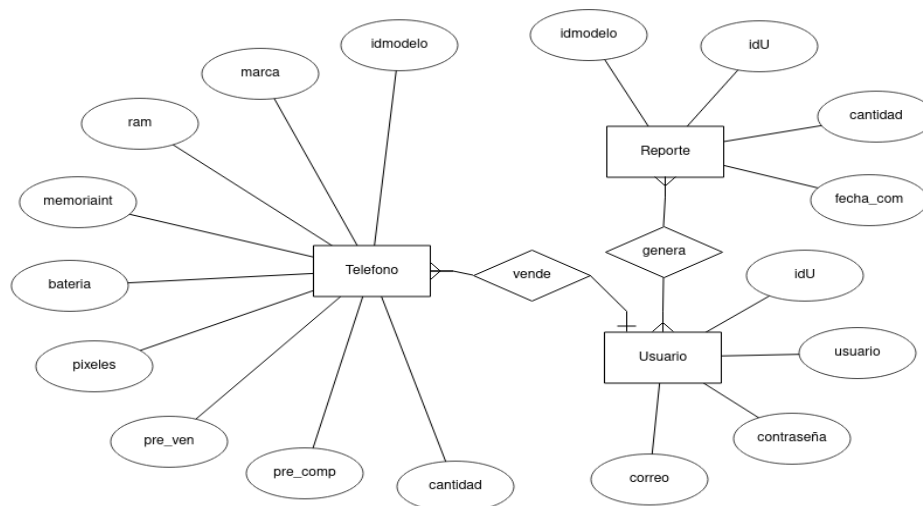 idmodelo
marca
ram
memoriaint
bateria
pixeles
pre_ven
pre_comp
cantidad
Telefono
vende
idmodelo
idU
cantidad
fecha_com
Reporte
genera
Usuario
idU
usuario
contraseña
correo